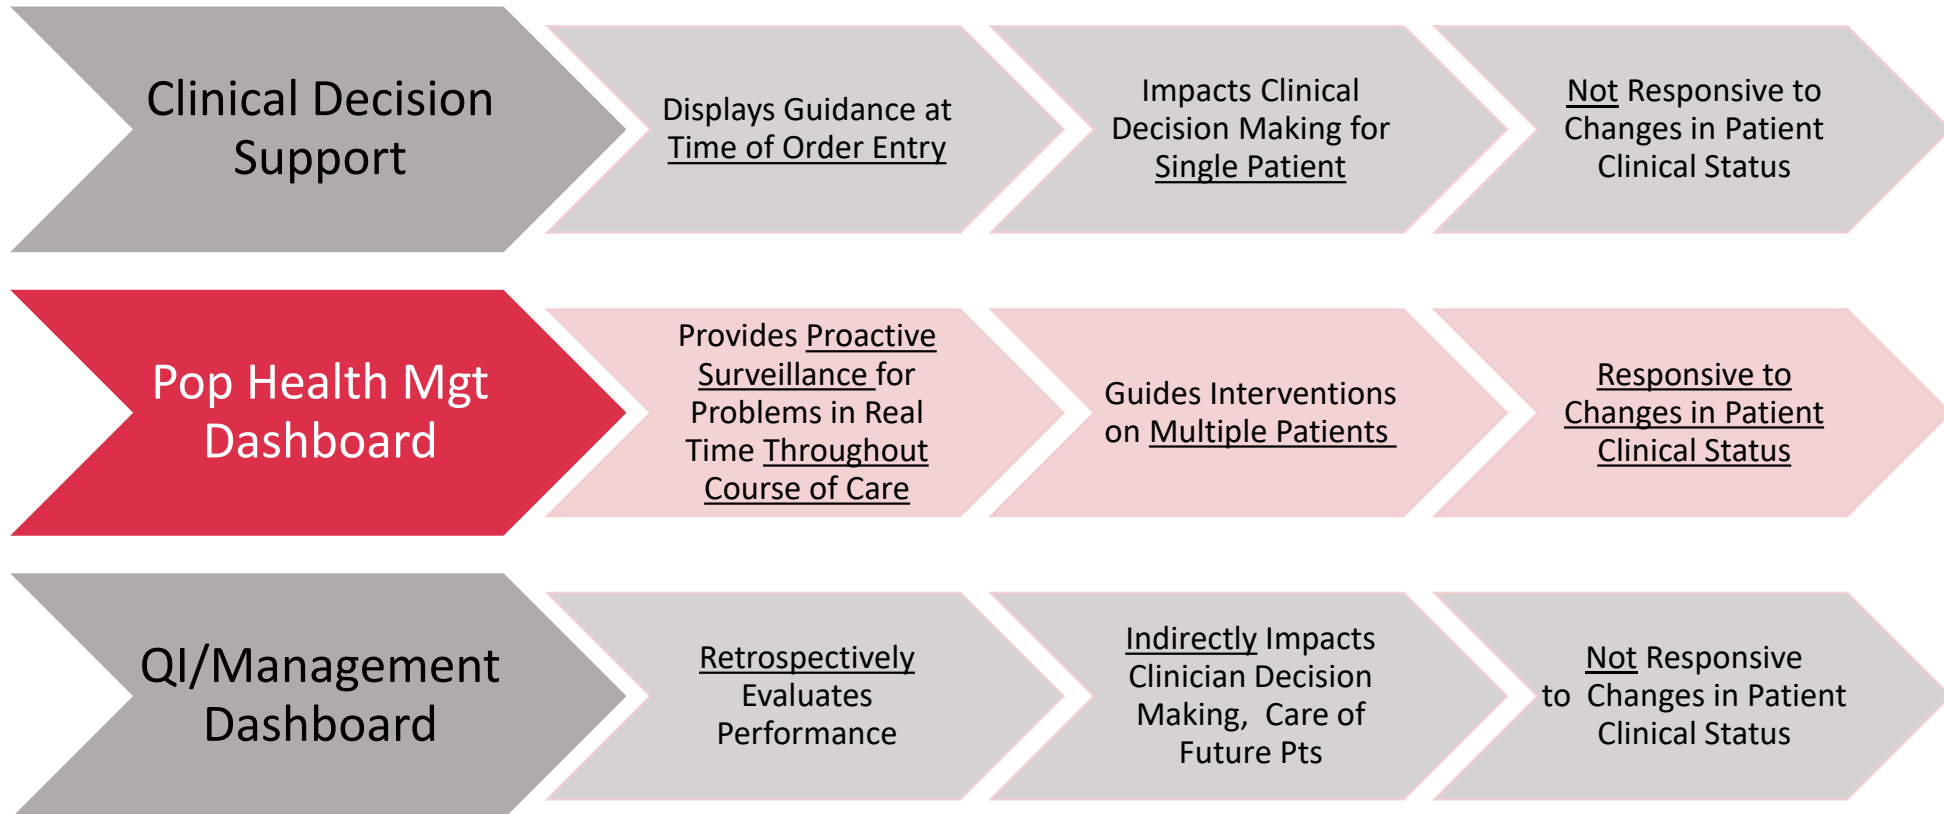 Clinical Decision
Support
Displays Guidance at
Time of Order Entry
Impacts Clinical
Decision Making for
Single Patient
Not Responsive to
Changes in Patient
Clinical Status
Pop Health Mgt
Dashboard
Provides Proactive
Surveillance for
Problems in Real
Time Throughout
Course of Care
Guides Interventions
on Multiple Patients
Responsive to
Changes in Patient
Clinical Status
QI/Management
Dashboard
Retrospectively
Evaluates
Performance
Indirectly Impacts
Clinician Decision
Making,  Care of
Future Pts
Not Responsive
to  Changes in Patient
Clinical Status